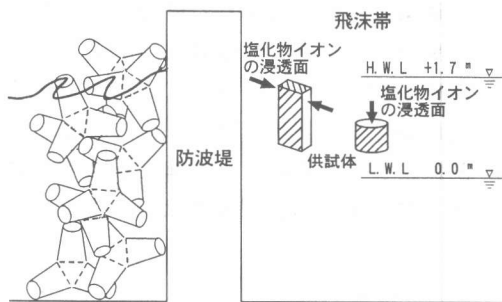 飛沫帯
塩化物イオン
の浸透面
H.W.L +1.7 m
塩化物イオン
の浸透面
防波堤
供試体
L.W.L 0.0 m